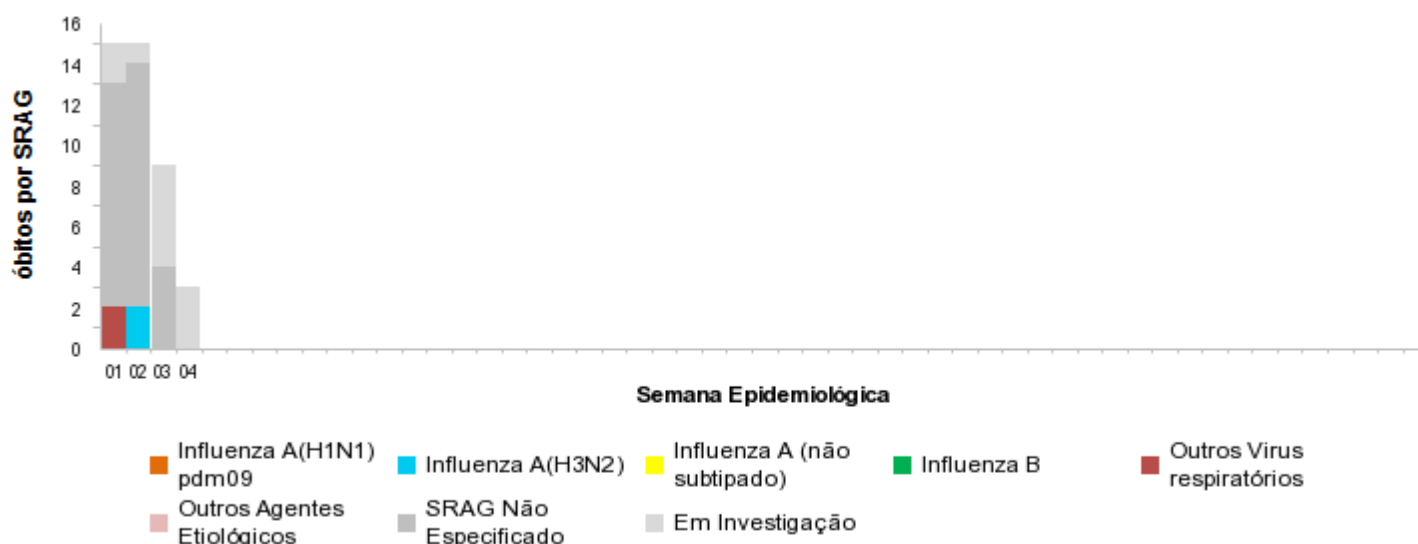 16
14
12
10
8
6
4
2
0
óbitos por SRAG
01 02 03 04
Semana Epidemiológica
Influenza A(H1N1)
pdm09
Influenza A(H3N2)
Influenza A (não
subtipado)
Influenza B
Outros Virus
respiratórios
Outros Agentes
Etiológicos
SRAG Não
Especificado
Em Investigação